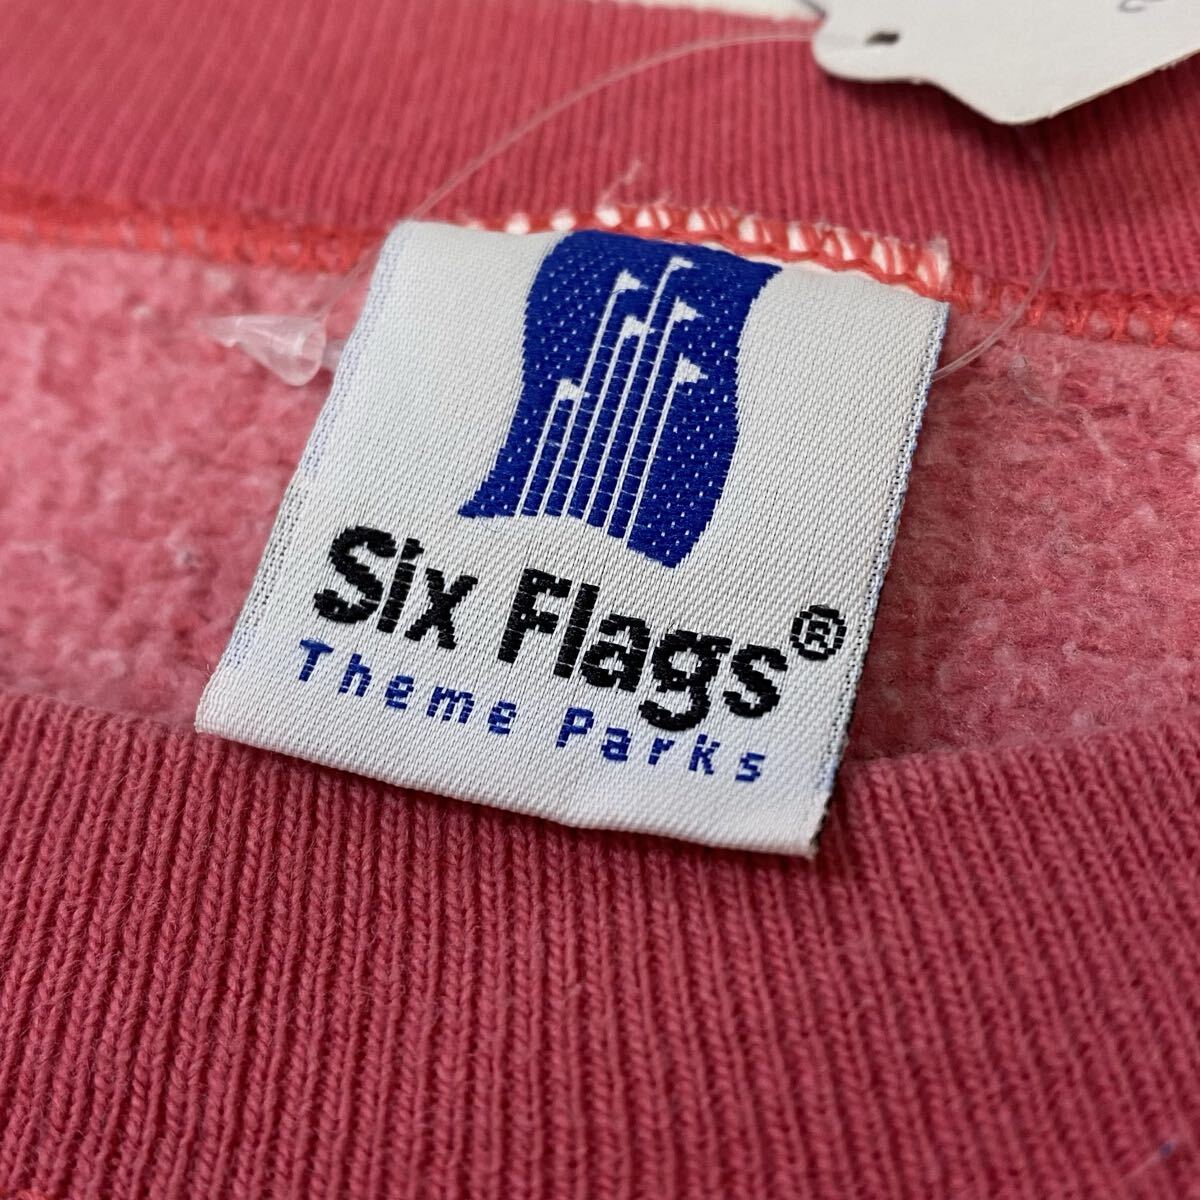 Six Flags®
Theme Parks